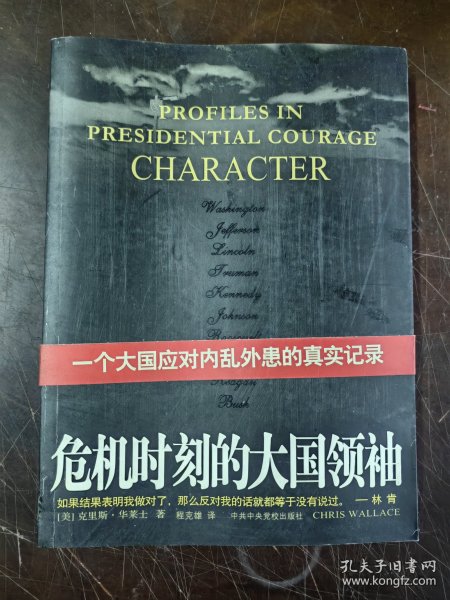 PROFILES IN
PRESIDENTIAL COURAGE
CHARACTER
Washington
Jefferson
Lincoln
Truman
Kennedy
Johnson
Roosevelt
一个大国应对内乱外患的真实记录
Reagan
Bush
危机时刻的大国领袖
如果结果表明我做对了，那么反对我的话就都等于没有说过。 — 林肯
[美] 克里斯·华莱士 著 程克雄 译 中共中央党校出版社 CHRIS WALLACE
孔夫子旧书网
kongfz.com